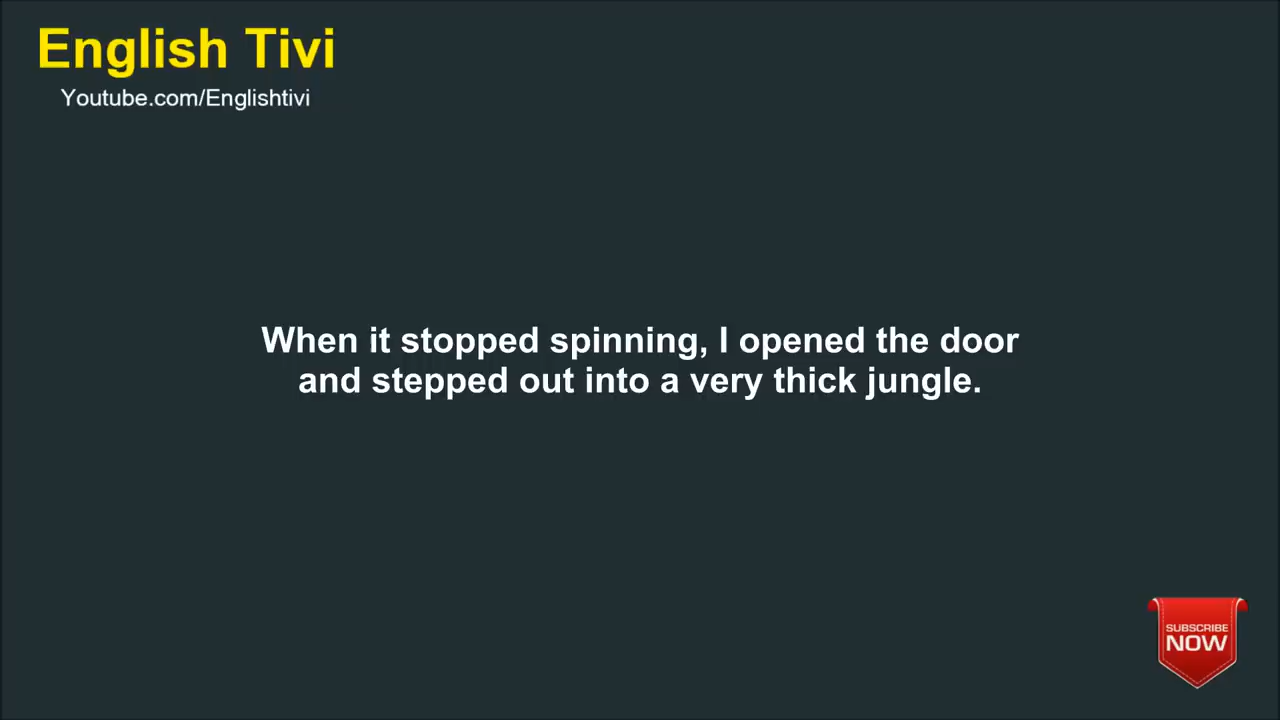 English Tivi
Youtube.com/Englishtivi
When it stopped spinning, I opened the door
and stepped out into a very thick jungle.
SUBSCRIBE
NOW